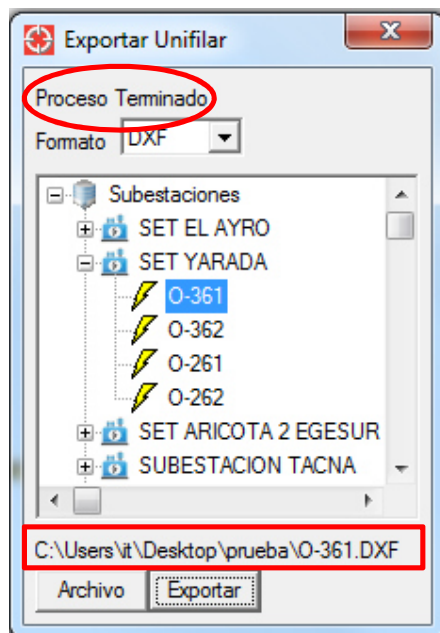 Exportar Unifilar
Proceso Terminado
Formato DXF
Subestaciones
SET EL AYRO
SET YARADA
O-361
O-362
O-261
O-262
SET ARICOTA 2 EGESUR
SUBESTACION TACNA
C:\Users\it\Desktop\prueba\O-361.DXF
Archivo Exportar